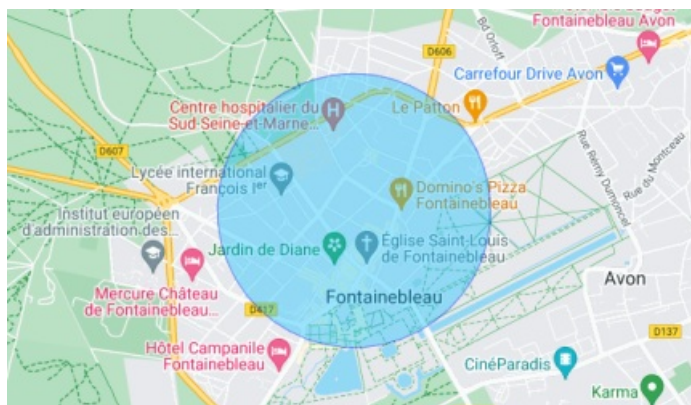 Fontainebleau Avon
D606
Bd Orloff
Carrefour Drive Avon
Centre hospitalier du
Sud-Seine-et-Marne...
Le Patton
D607
Lycée international
François Ier
Rue Rémy Dumoncel
Rue du Montceau
Domino's Pizza
Fontainebleau
Institut européen
d'administration des...
Jardin de Diane
Église Saint-Louis
de Fontainebleau
Mercure Château
de Fontainebleau...
Avon
Fontainebleau
D417
D137
Hôtel Campanile
Fontainebleau
CinéParadis
Karma